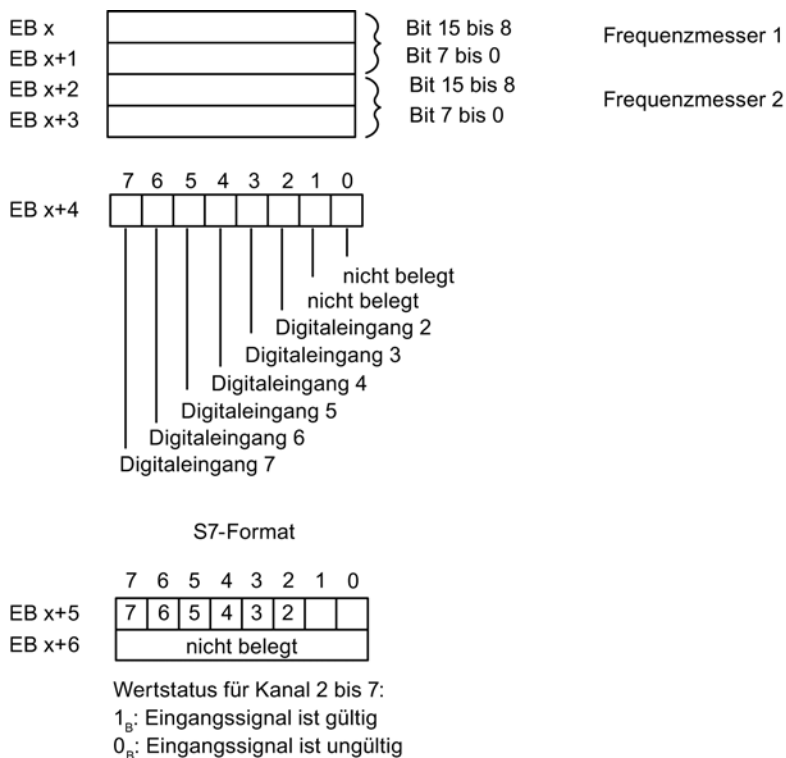 EB x Bit 15 bis 8 Frequenzmesser 1
EB x+1 Bit 7 bis 0
EB x+2 Bit 15 bis 8 Frequenzmesser 2
EB x+3 Bit 7 bis 0
7 6 5 4 3 2 1 0
EB x+4
nicht belegt
nicht belegt
Digitaleingang 2
Digitaleingang 3
Digitaleingang 4
Digitaleingang 5
Digitaleingang 6
Digitaleingang 7
S7-Format
7 6 5 4 3 2 1 0
EB x+5 7 6 5 4 3 2
EB x+6 nicht belegt
Wertstatus für Kanal 2 bis 7:
1B: Eingangssignal ist gültig
0B: Eingangssignal ist ungültig